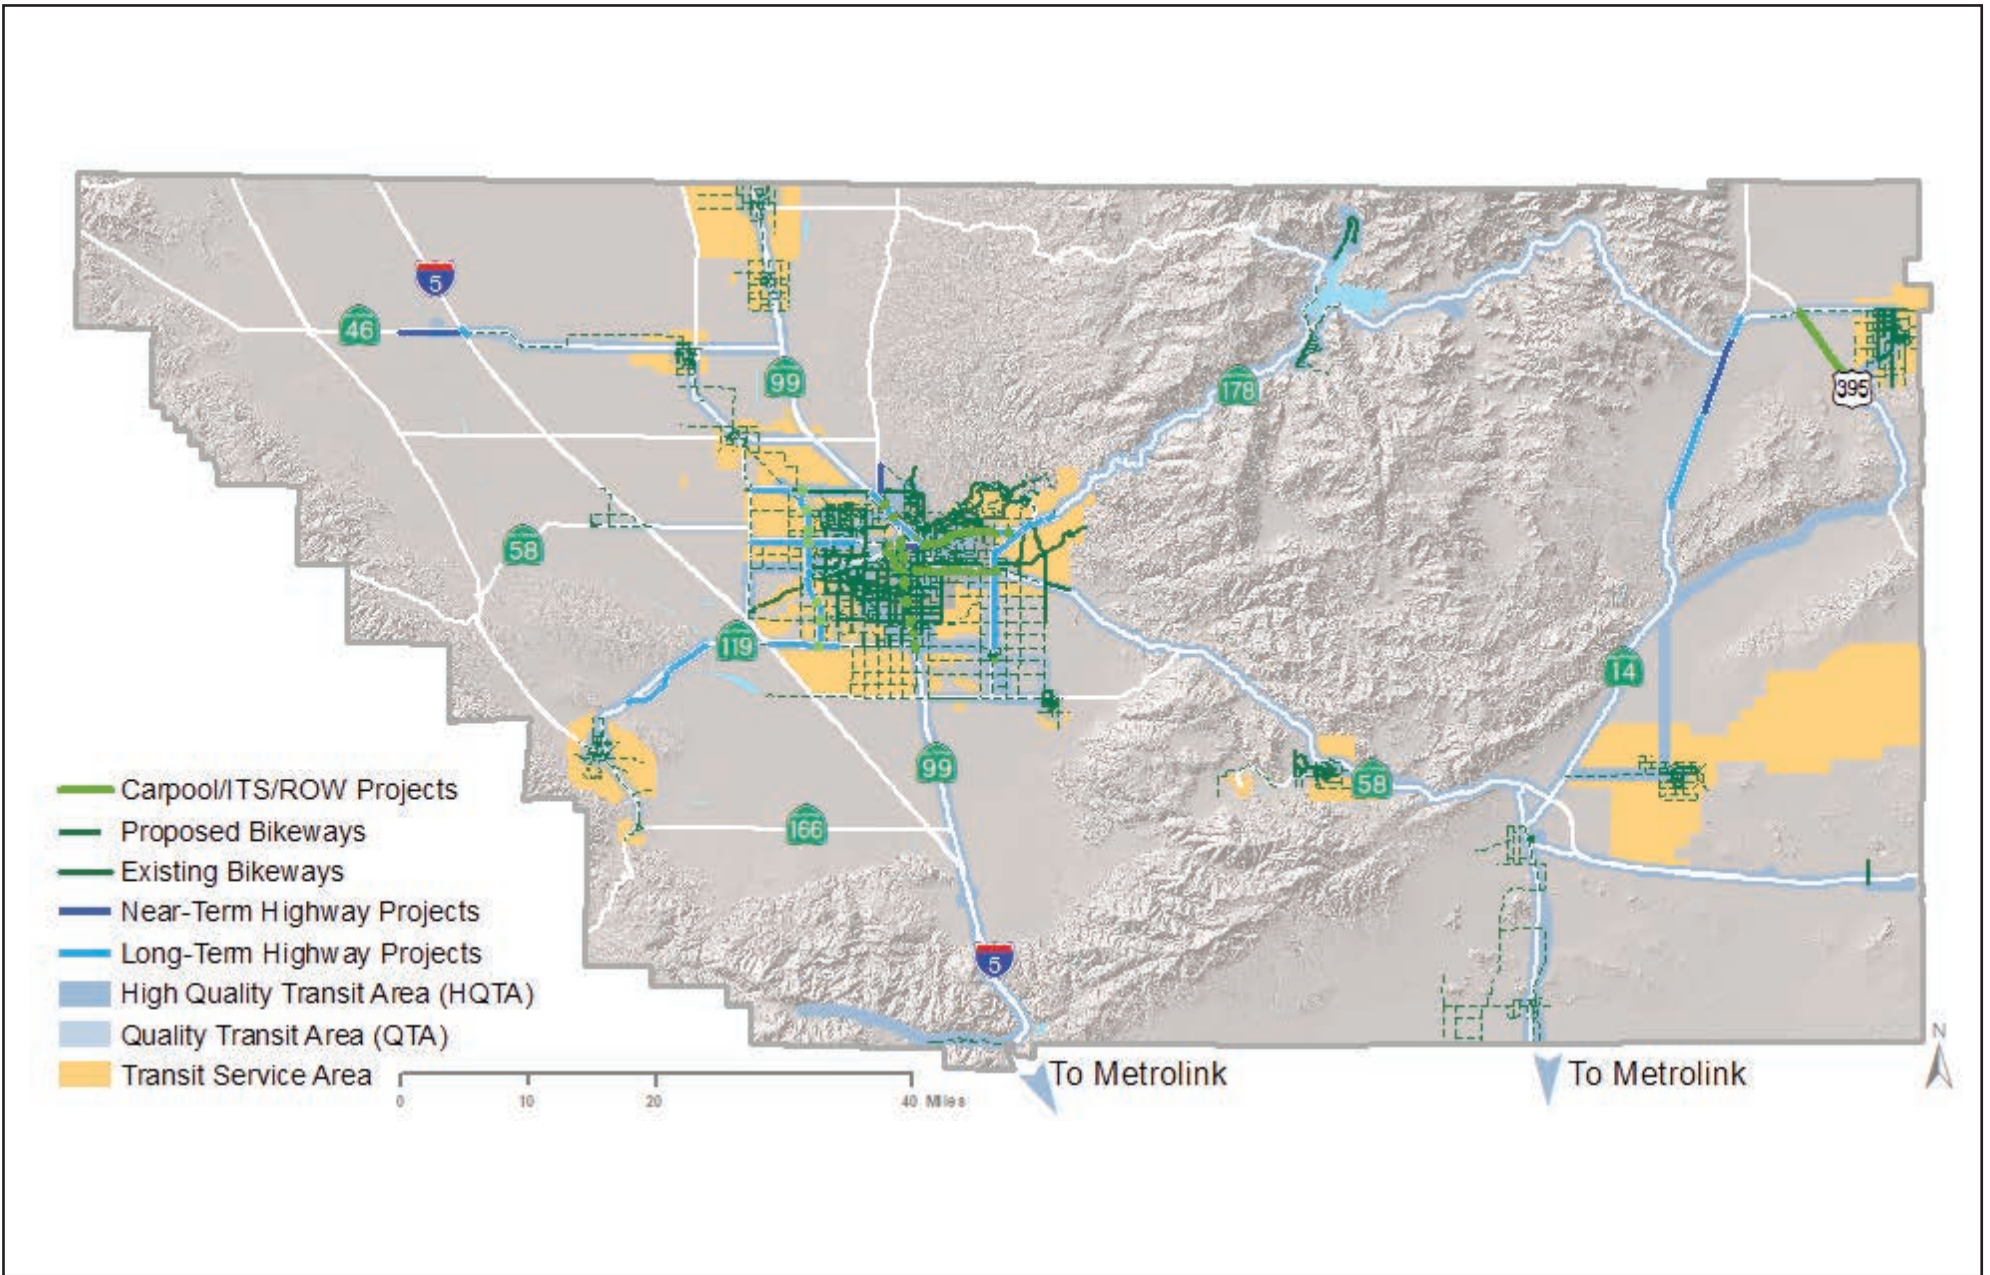 5
46
99
178
395
58
119
14
99
58
166
5
Carpool/ITS/ROW Projects
Proposed Bikeways
Existing Bikeways
Near-Term Highway Projects
Long-Term Highway Projects
High Quality Transit Area (HQTA)
Quality Transit Area (QTA)
Transit Service Area
0 10 20 40 Miles
To Metrolink
To Metrolink
N